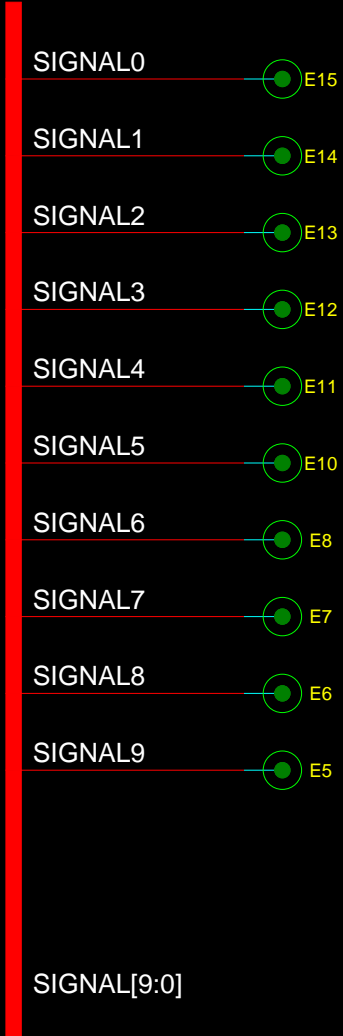 SIGNAL0 E15
SIGNAL1 E14
SIGNAL2 E13
SIGNAL3 E12
SIGNAL4 E11
SIGNAL5 E10
SIGNAL6 E8
SIGNAL7 E7
SIGNAL8 E6
SIGNAL9 E5
SIGNAL[9:0]